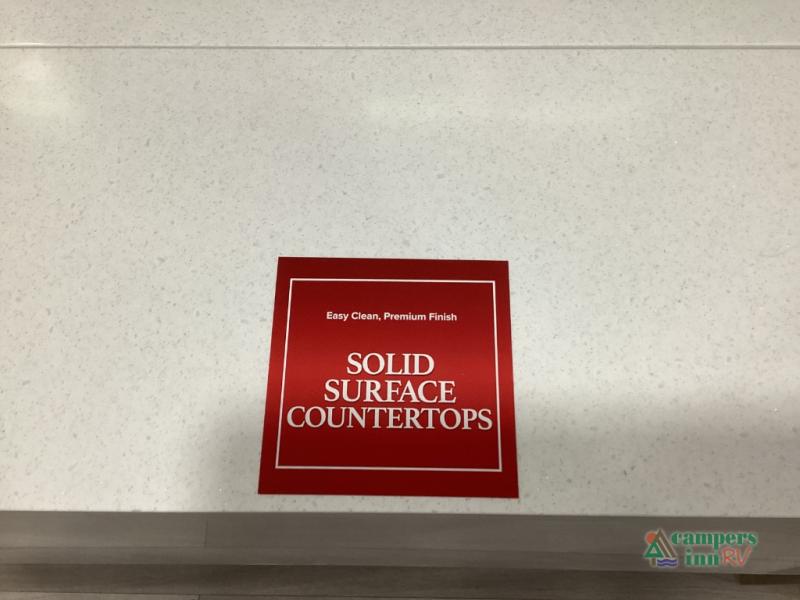 Easy Clean, Premium Finish
SOLID
SURFACE
COUNTERTOPS
campers
inn RV